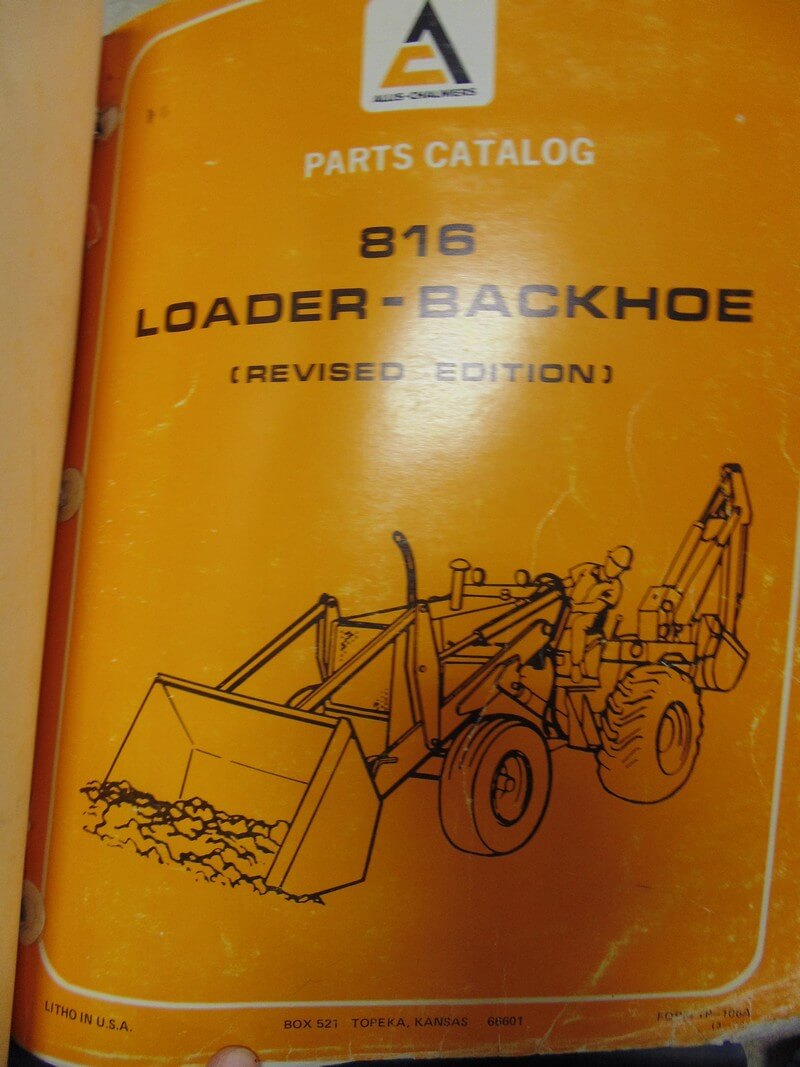 ALLIS-CHALMERS
PARTS CATALOG
816
LOADER-BACKHOE
(REVISED EDITION)
LITHO IN U.S.A.
BOX 521 TOPEKA, KANSAS 66601